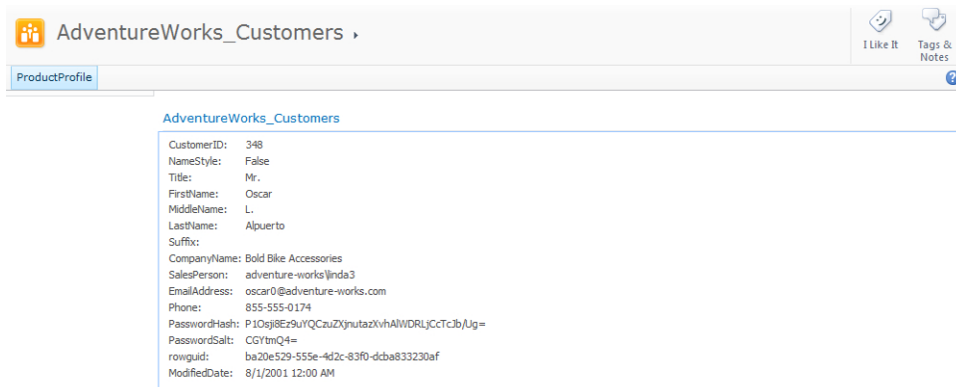 AdventureWorks_Customers
I Like It
Tags &
Notes
ProductProfile
AdventureWorks_Customers
CustomerID: 348
NameStyle: False
Title: Mr.
FirstName: Oscar
MiddleName: L.
LastName: Alpuerto
Suffix:
CompanyName: Bold Bike Accessories
SalesPerson: adventure-works\linda3
EmailAddress: oscar0@adventure-works.com
Phone: 855-555-0174
PasswordHash: P1Osji8Ez9uYQCzuZXjnutazXvhAlWDRLjCcTcJb/Ug=
PasswordSalt: CGYtmQ4=
rowguid: ba20e529-555e-4d2c-83f0-dcba833230af
ModifiedDate: 8/1/2001 12:00 AM